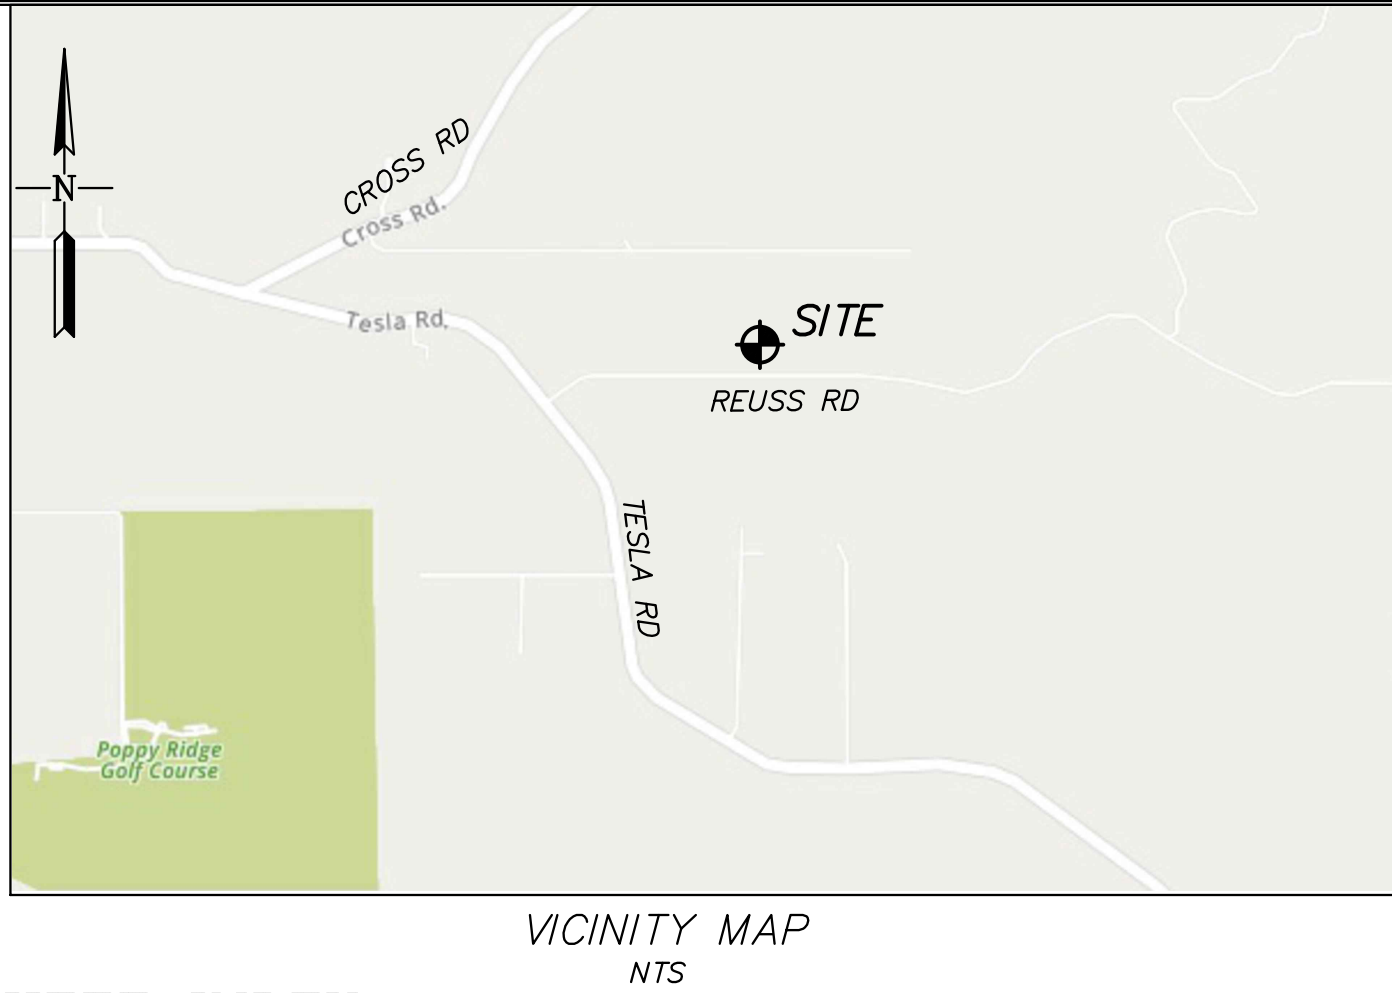 CROSS RD
N
Cross Rd.
SITE
Tesla Rd.
REUSS RD
TESLA RD
Poppy Ridge
Golf Course
VICINITY MAP
NTS